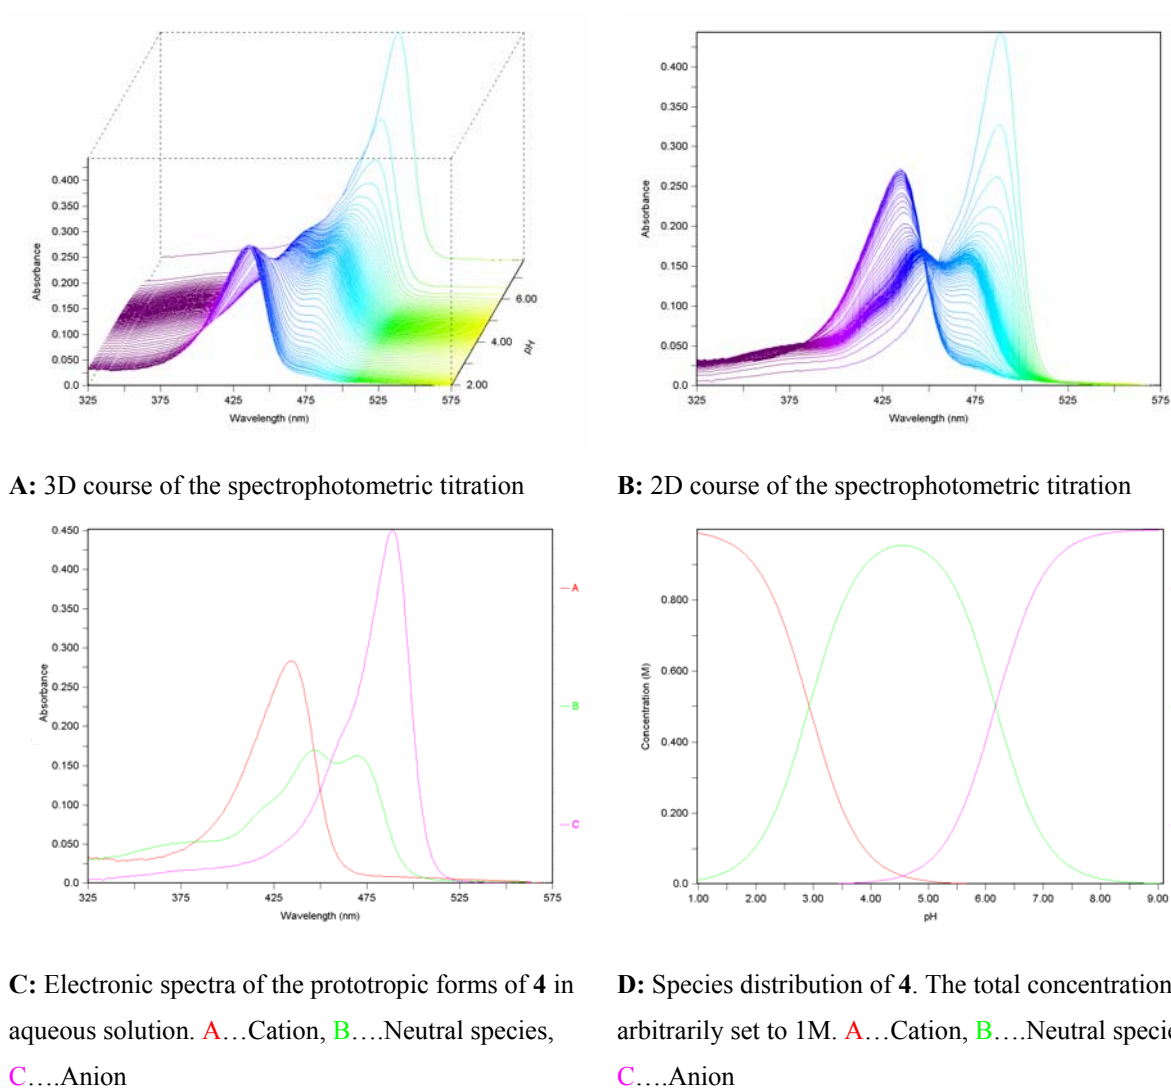 0.400
0.350
0.300
0.250
0.200
0.150
0.100
0.050
0.0
Absorbance
325 375 425 475 525 575
Wavelength (nm)
2.00
4.00
6.00
pH
0.400
0.350
0.300
0.250
0.200
0.150
0.100
0.050
0.0
Absorbance
325 375 425 475 525 575
Wavelength (nm)
A: 3D course of the spectrophotometric titration
B: 2D course of the spectrophotometric titration
0.450
0.400
0.350
0.300
0.250
0.200
0.150
0.100
0.050
0.0
Absorbance
325 375 425 475 525 575
Wavelength (nm)
A
B
C
0.800
0.600
0.400
0.200
0.0
Concentration (M)
1.00 2.00 3.00 4.00 5.00 6.00 7.00 8.00 9.00
pH
C: Electronic spectra of the prototropic forms of 4 in
aqueous solution. A…Cation, B….Neutral species,
C….Anion
D: Species distribution of 4. The total concentration
arbitrarily set to 1M. A…Cation, B….Neutral specie
C….Anion